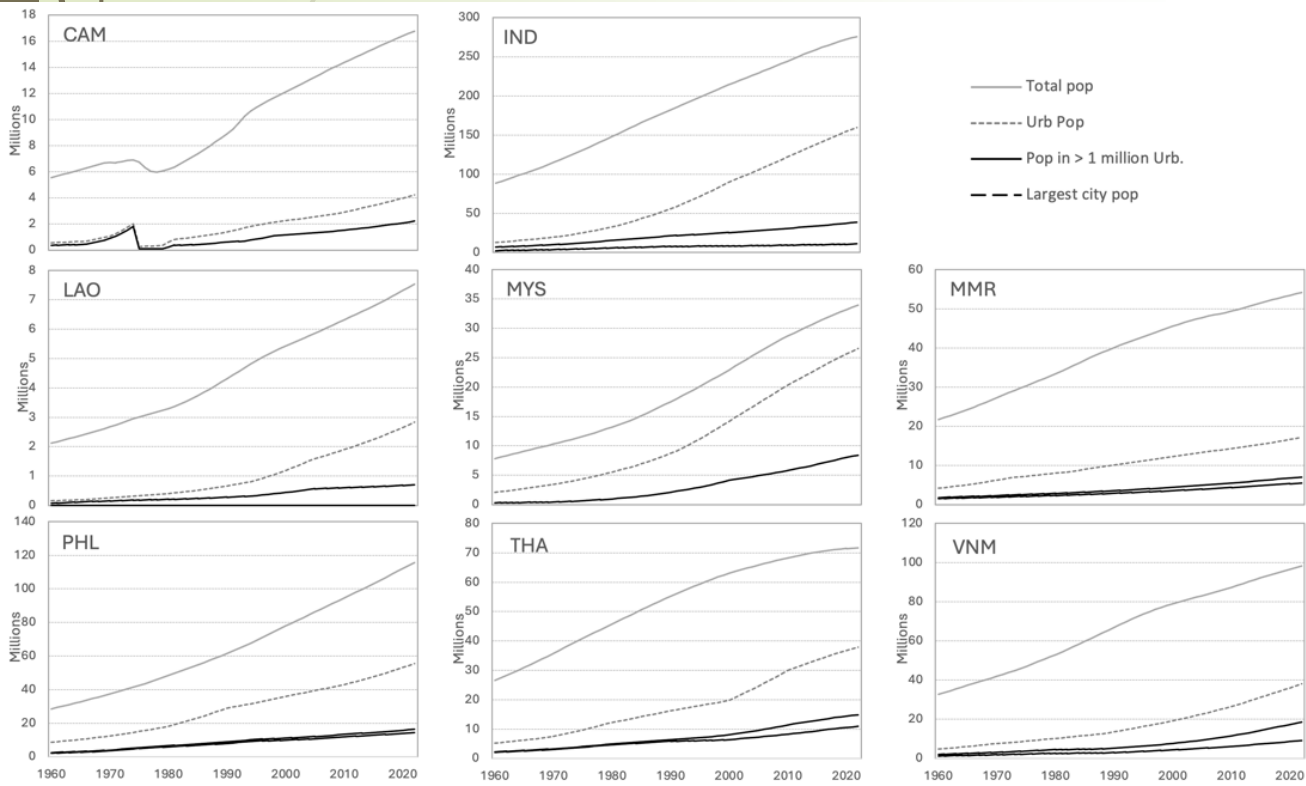 CAM
Millions
18
16
14
12
10
8
6
4
2
0
IND
Millions
300
250
200
150
100
50
0
Total pop
Urb Pop
Pop in > 1 million Urb.
Largest city pop
LAO
Millions
8
7
6
5
4
3
2
1
0
MYS
Millions
40
35
30
25
20
15
10
5
0
MMR
Millions
60
50
40
30
20
10
0
PHL
Millions
140
120
100
80
60
40
20
0
1960 1970 1980 1990 2000 2010 2020
THA
Millions
80
70
60
50
40
30
20
10
0
1960 1970 1980 1990 2000 2010 2020
VNM
Millions
120
100
80
60
40
20
0
1960 1970 1980 1990 2000 2010 2020